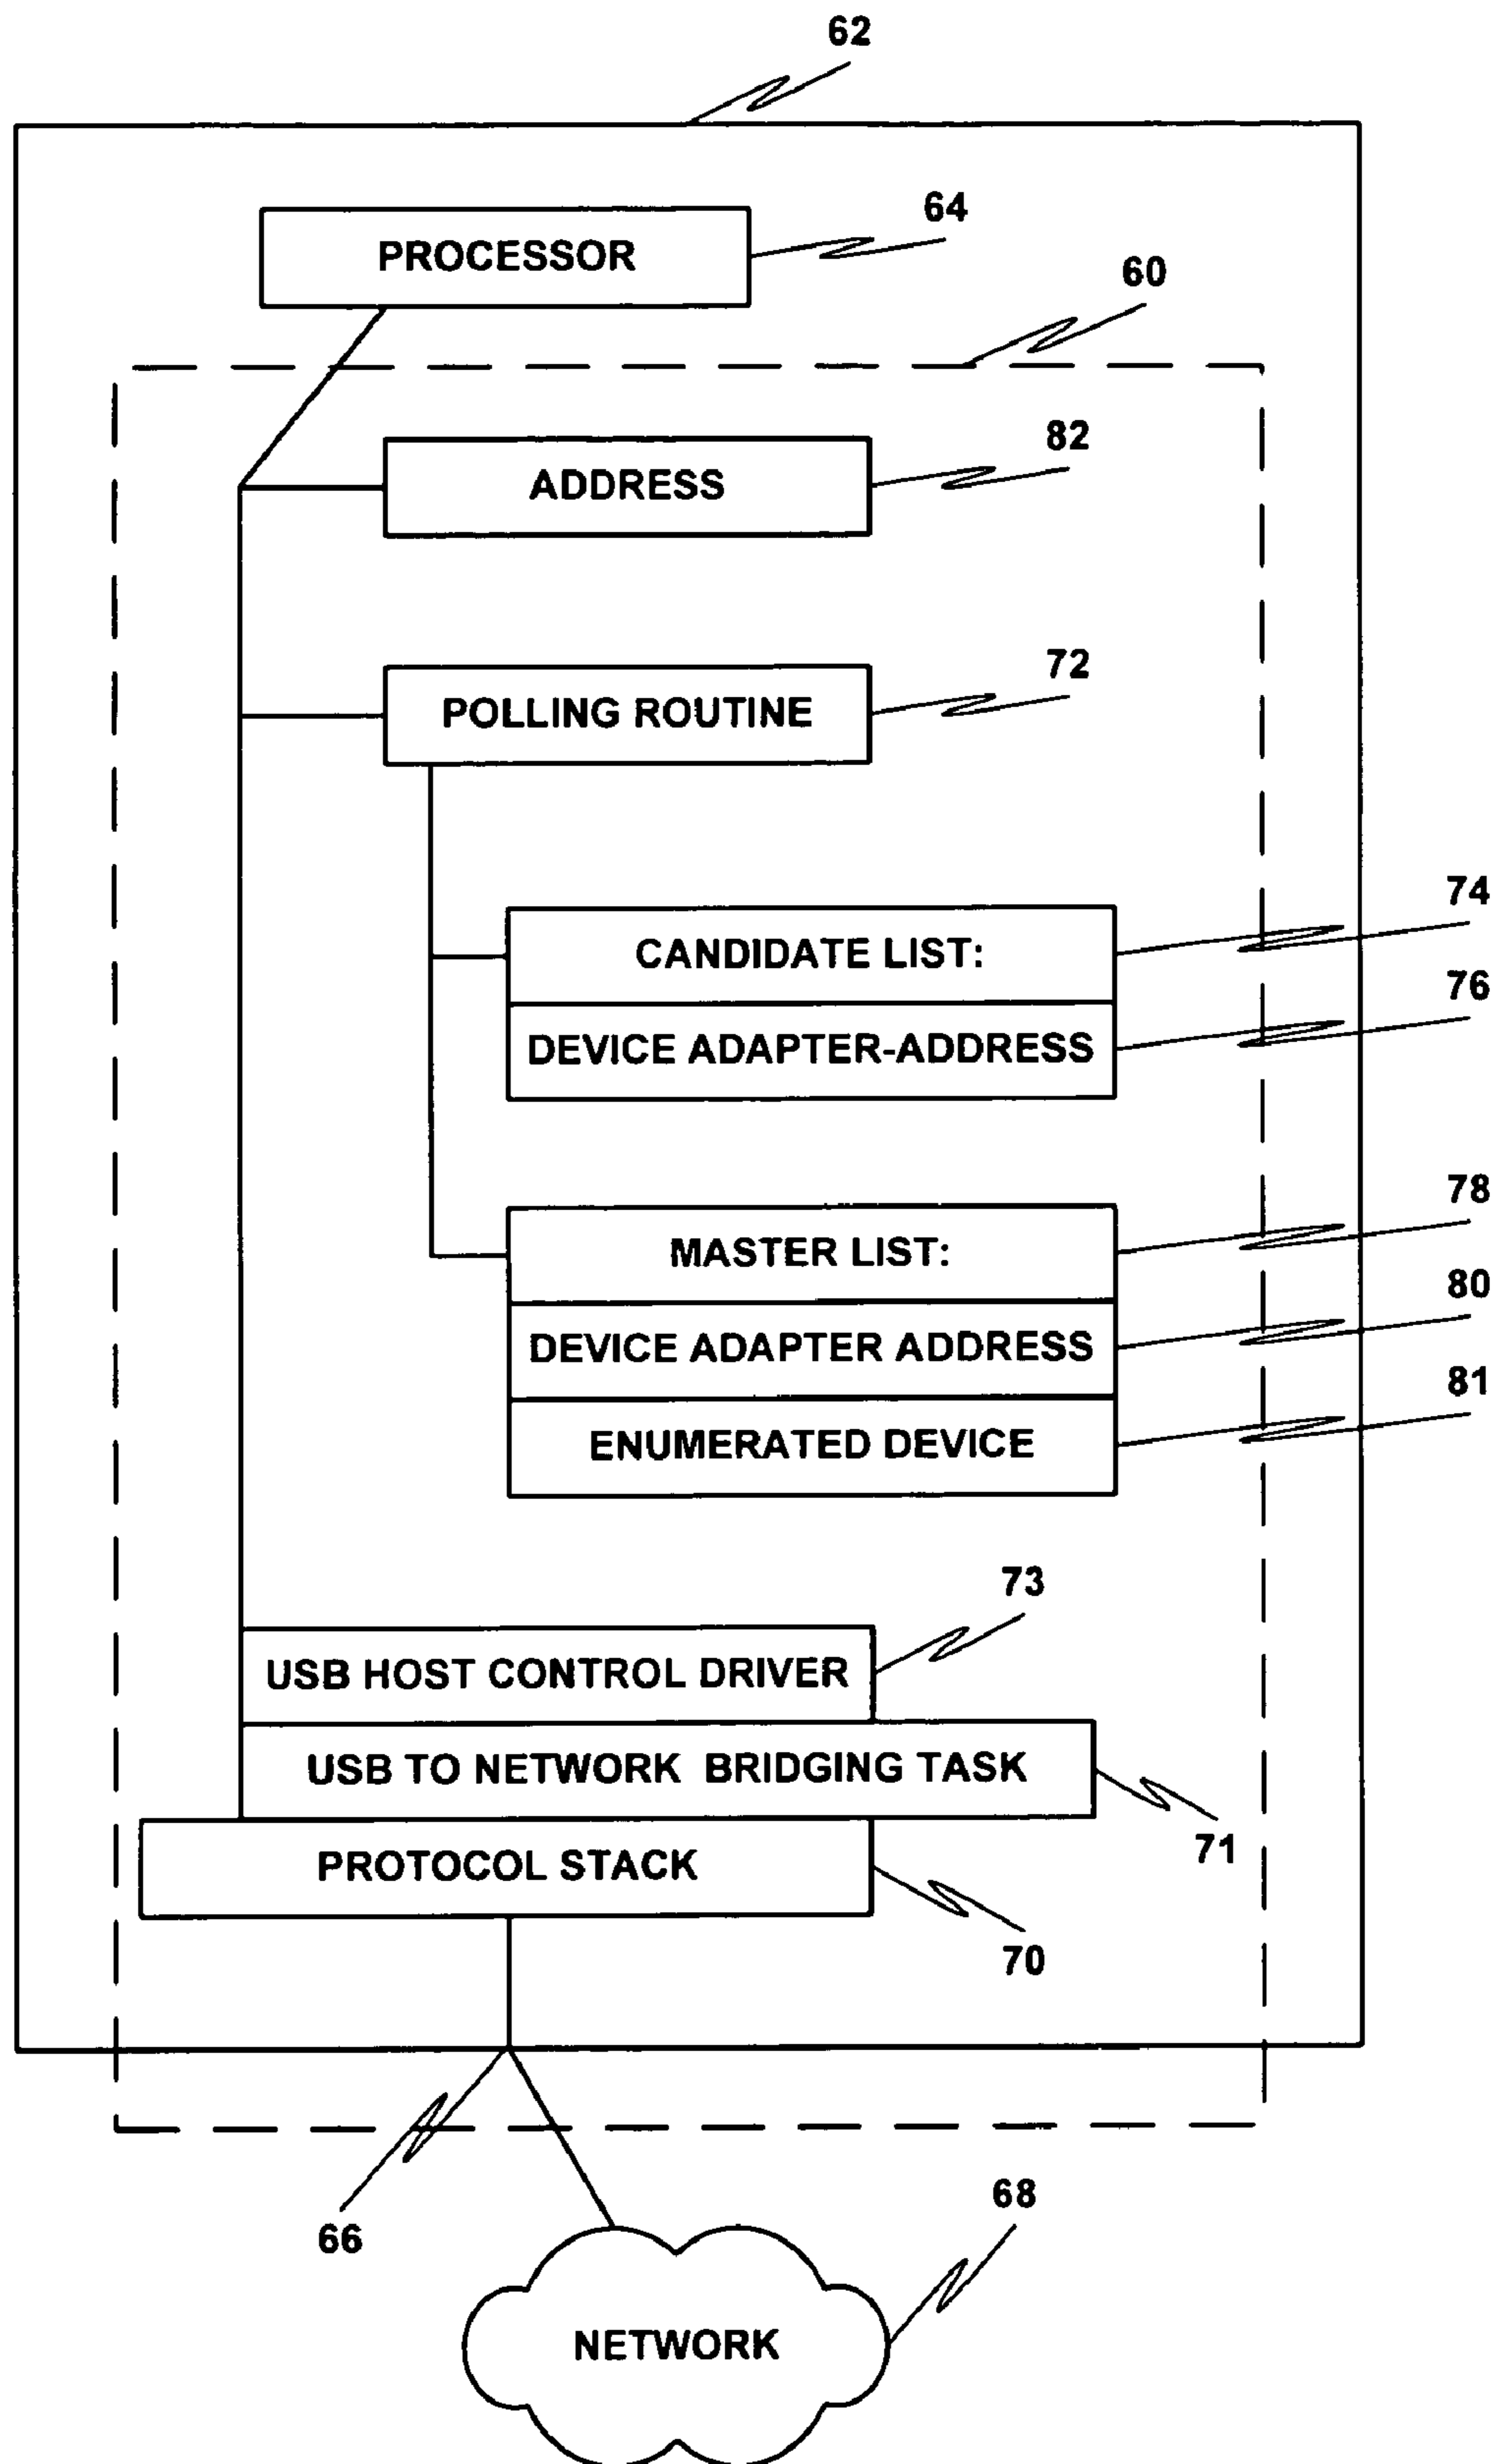 62
64
PROCESSOR
60
82
ADDRESS
72
POLLING ROUTINE
74
CANDIDATE LIST:
76
DEVICE ADAPTER-ADDRESS
78
MASTER LIST:
80
DEVICE ADAPTER ADDRESS
81
ENUMERATED DEVICE
73
USB HOST CONTROL DRIVER
USB TO NETWORK BRIDGING TASK
71
PROTOCOL STACK
70
66
68
NETWORK